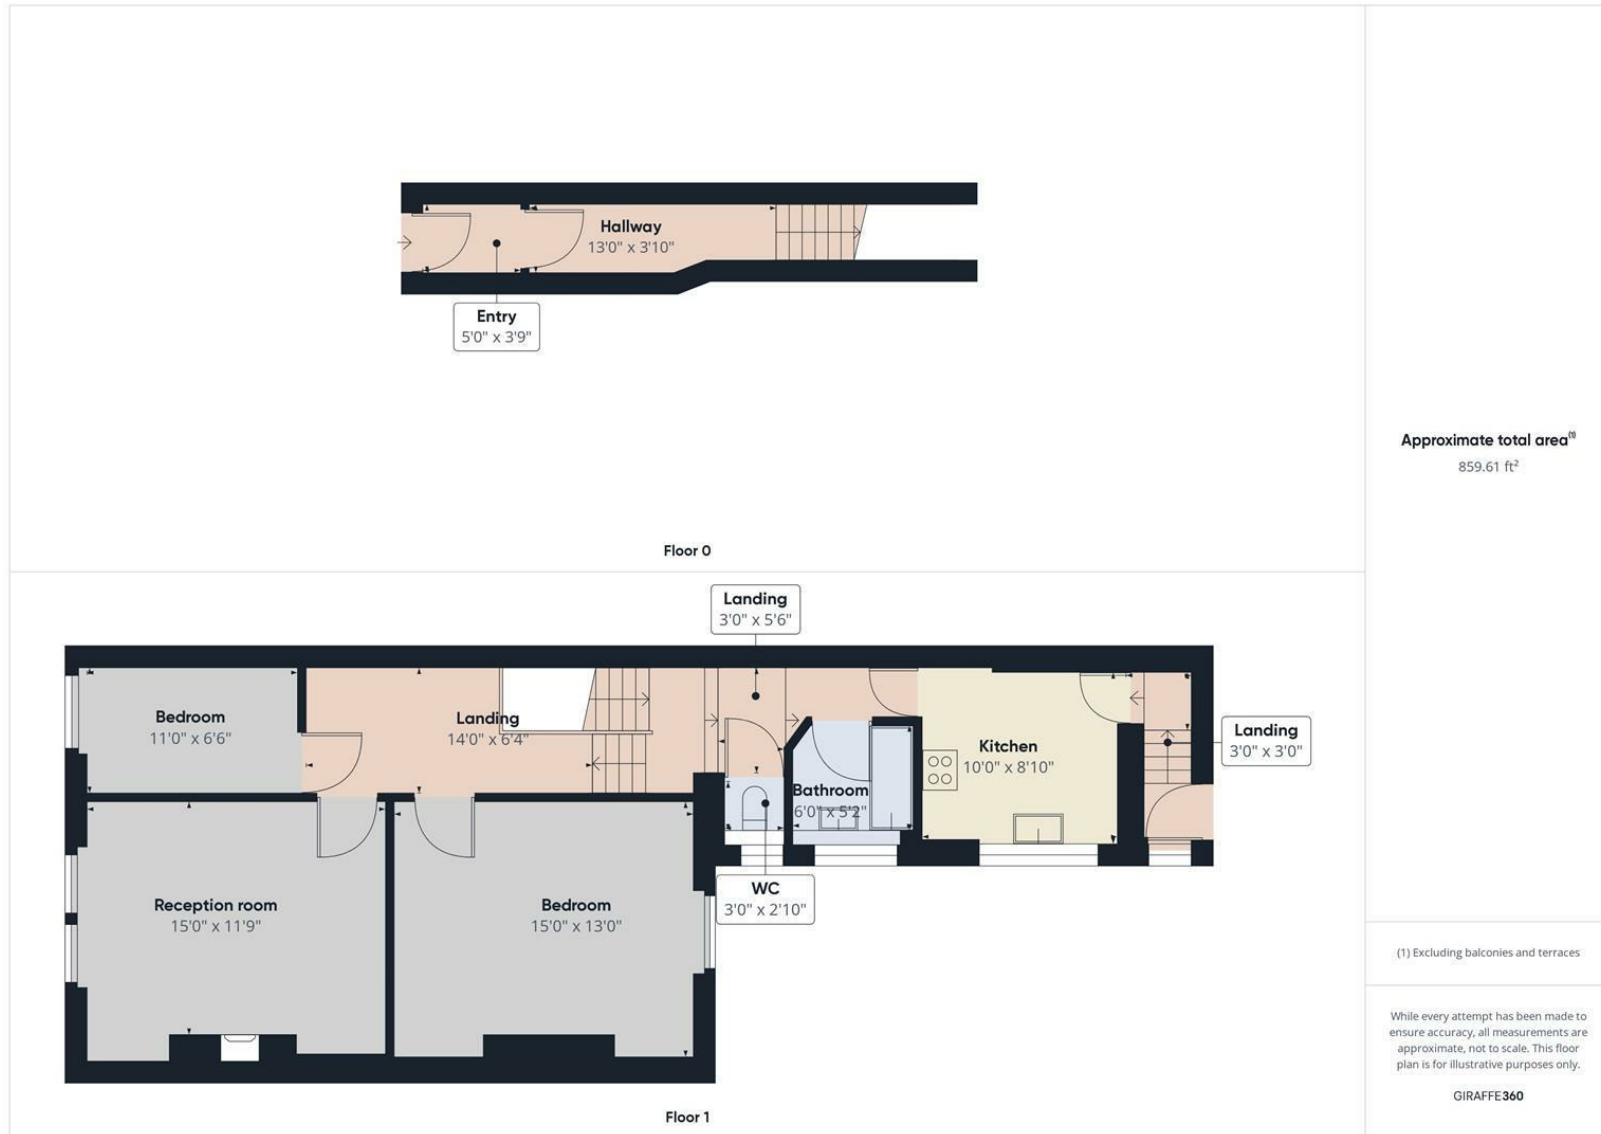 Hallway
13'0" x 3'10"
Entry
5'0" x 3'9"
Floor 0
Landing
3'0" x 5'6"
Bedroom
11'0" x 6'6"
Landing
14'0" x 6'4"
Kitchen
10'0" x 8'10"
Landing
3'0" x 3'0"
Bathroom
6'0" x 5'2"
WC
3'0" x 2'10"
Reception room
15'0" x 11'9"
Bedroom
15'0" x 13'0"
Floor 1
Approximate total area(1)
859.61 ft²
(1) Excluding balconies and terraces
While every attempt has been made to
ensure accuracy, all measurements are
approximate, not to scale. This floor
plan is for illustrative purposes only.
GIRAFFE360